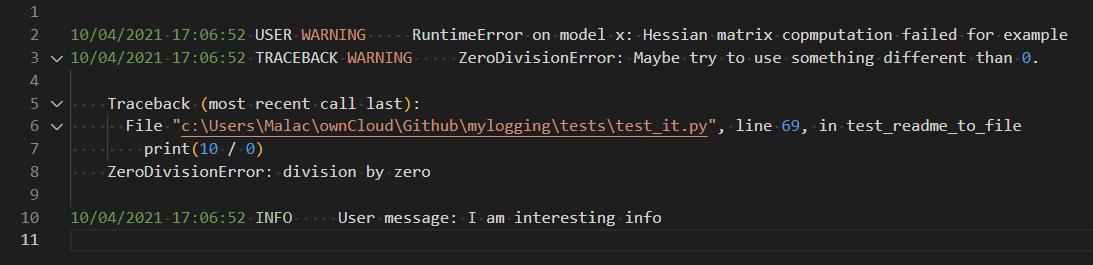 1
2 10/04/2021 17:06:52 USER WARNING     RuntimeError on model x: Hessian matrix copmputation failed for example
3 10/04/2021 17:06:52 TRACEBACK WARNING     ZeroDivisionError: Maybe try to use something different than 0.
4
5     Traceback (most recent call last):
6       File "c:\Users\Malac\ownCloud\Github\mylogging\tests\test_it.py", line 69, in test_readme_to_file
7         print(10 / 0)
8     ZeroDivisionError: division by zero
9
10 10/04/2021 17:06:52 INFO     User message: I am interesting info
11